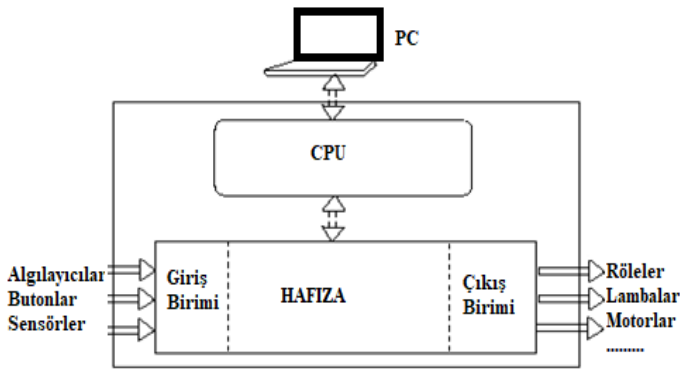 PC
CPU
Algılayıcılar
Butonlar
Sensörler
Giriş
Birimi
HAFIZA
Çıkış
Birimi
Röleler
Lambalar
Motorlar
.........